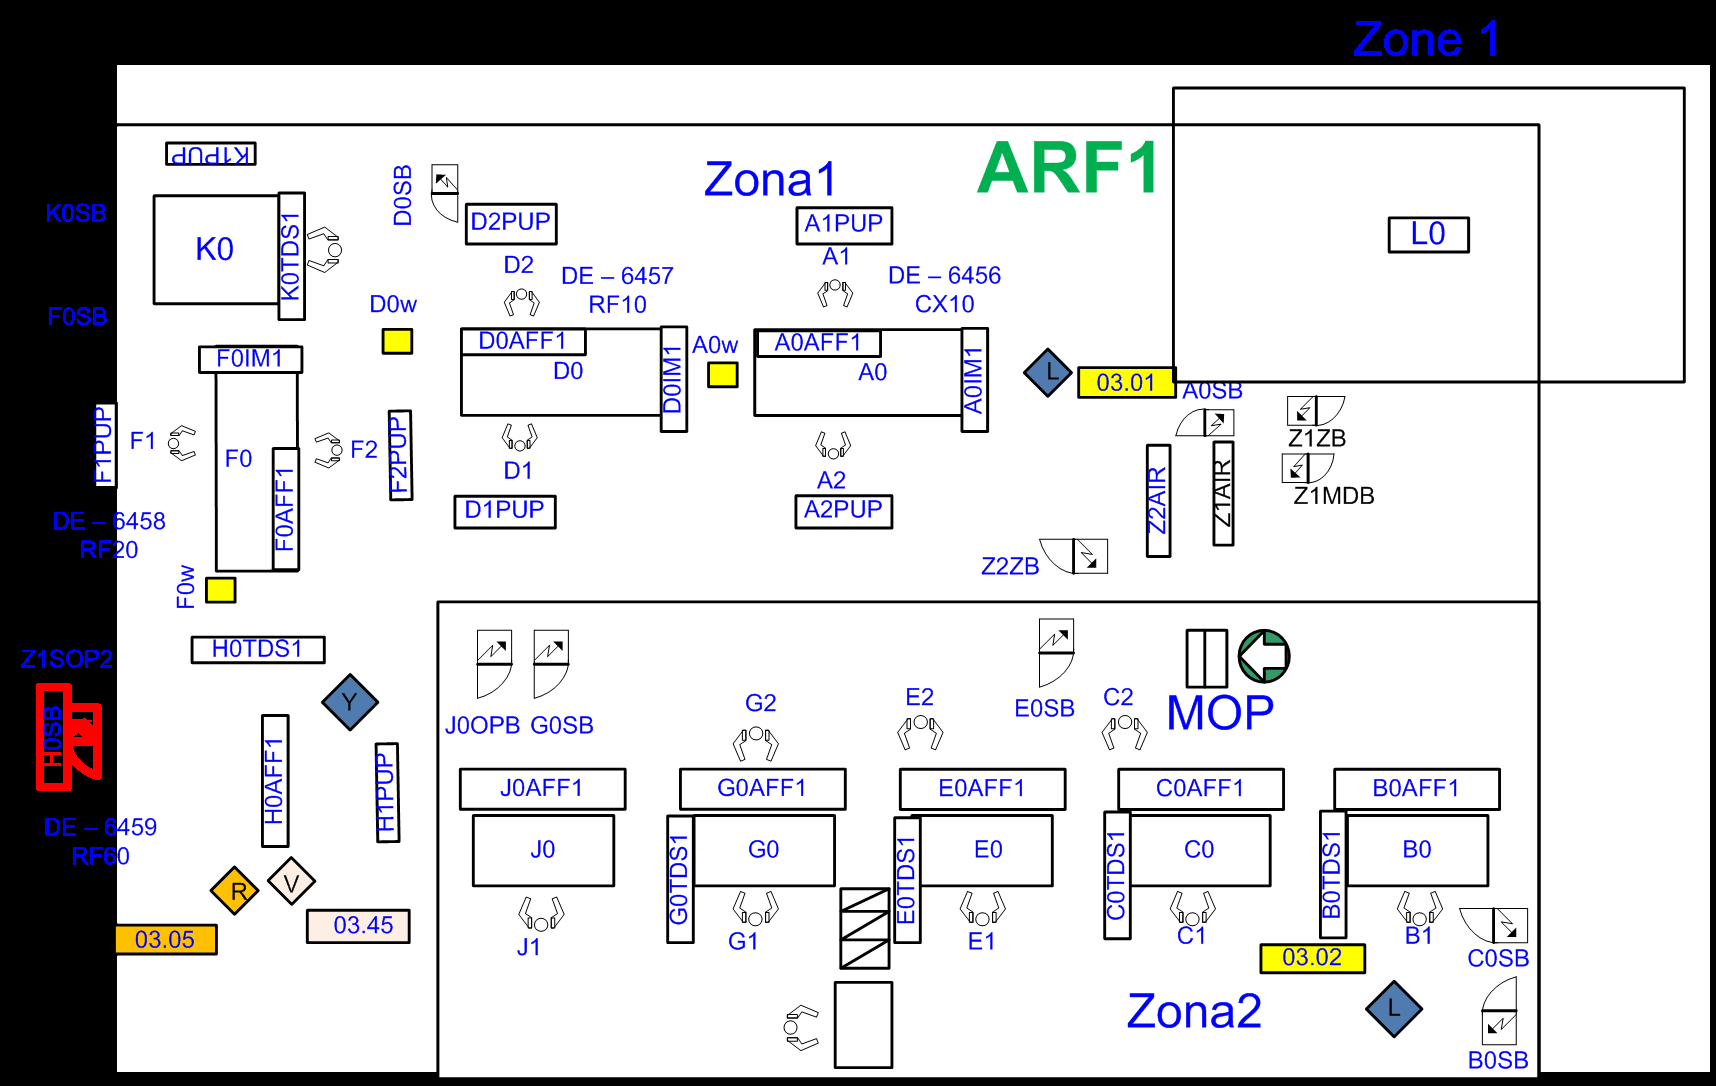 Zone 1
K1PUP
Zona1
ARF1
D0SB
K0SB
K0
K0TDS1
D2PUP
A1PUP
L0
D2
A1
DE – 6457
RF10
DE – 6456
CX10
F0SB
D0w
A0w
F0IM1
D0AFF1
D0
D0IM1
A0AFF1
A0
A0IM1
L
03.01
A0SB
Z1ZB
Z1MDB
F1PUP
F1
F0
F0AFF1
F2
F2PUP
D1
D1PUP
A2
A2PUP
Z2AIR
Z1AIR
DE – 6458
RF20
Z2ZB
F0w
H0TDS1
Z1SOP2
H0SB
Y
J0OPB
G0SB
G2
E2
E0SB
C2
MOP
H0AFF1
H1PUP
J0AFF1
G0AFF1
E0AFF1
C0AFF1
B0AFF1
DE – 6459
RF60
J0
G0TDS1
G0
E0TDS1
E0
C0TDS1
C0
B0TDS1
B0
R
V
03.05
03.45
J1
G1
E1
C1
B1
03.02
C0SB
Zona2
L
B0SB